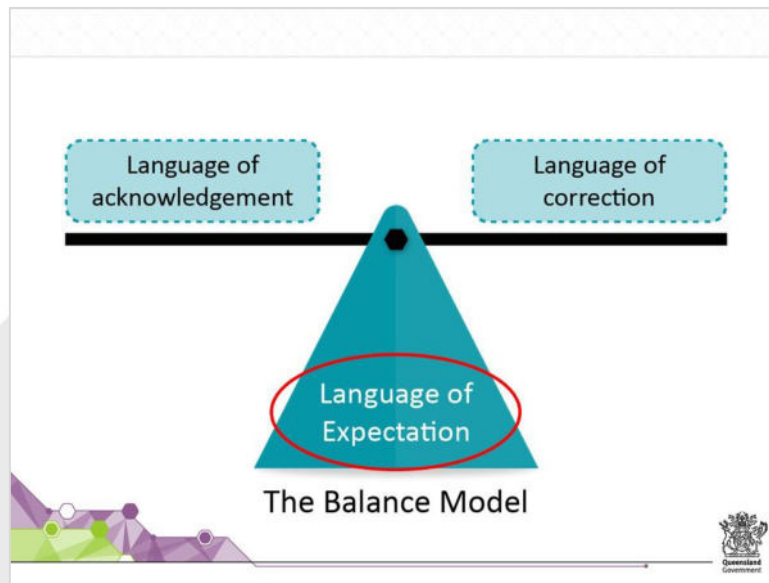 Language of
acknowledgement
Language of
correction
Language of
Expectation
The Balance Model
Queensland
Government